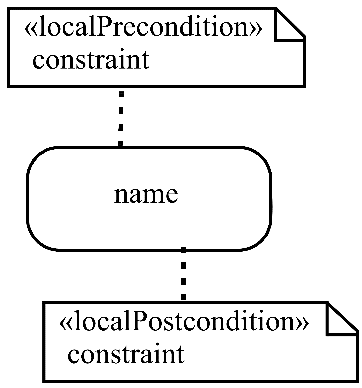 «localPrecondition»
constraint
name
«localPostcondition»
constraint